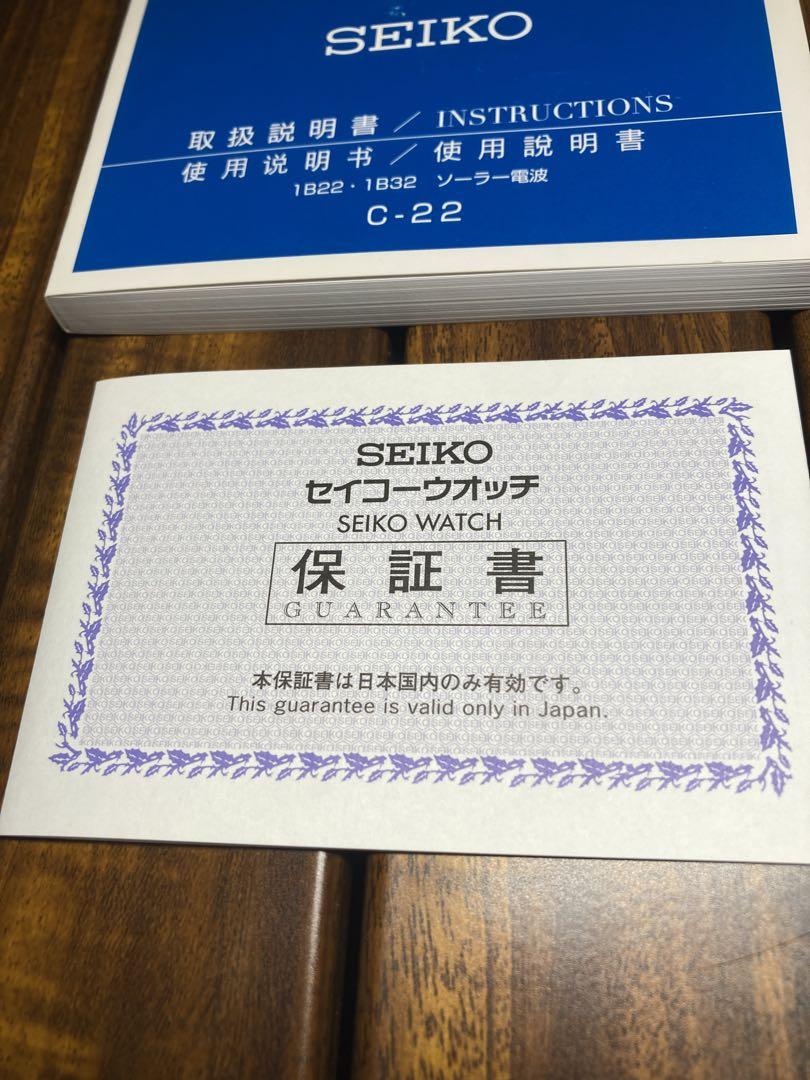 SEIKO
取扱説明書／INSTRUCTIONS
使用说明书／使用說明書
1B22・1B32 ソーラー電波
C-22
SEIKO
セイコーウオッチ
SEIKO WATCH
保証書
GUARANTEE
本保証書は日本国内のみ有効です。
This guarantee is valid only in Japan.